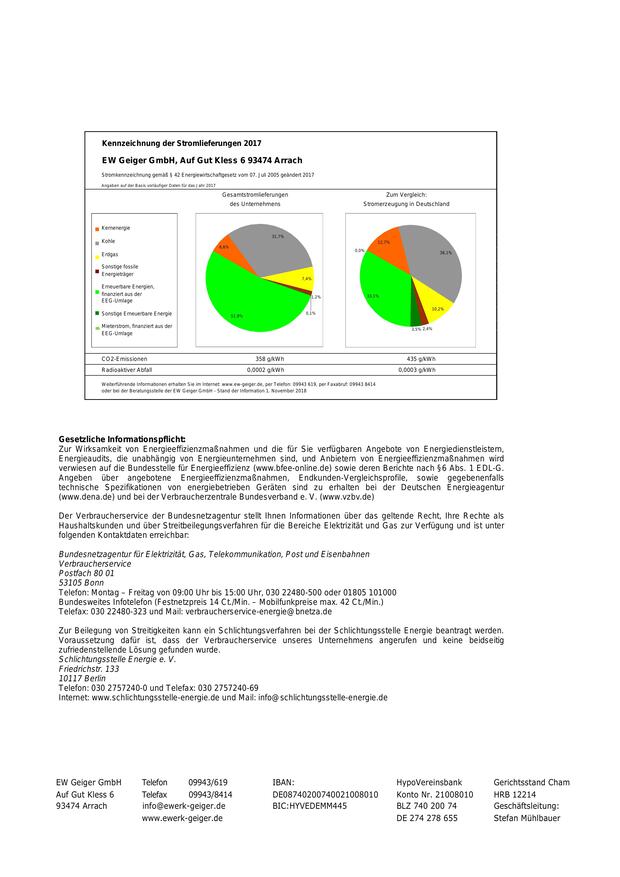 Kennzeichnung der Stromlieferungen 2017
EW Geiger GmbH, Auf Gut Kless 6 93474 Arrach
Stromkennzeichnung gemäß § 42 Energiewirtschaftgesetz vom 07. Juli 2005 geändert 2017
Angaben auf der Basis vorläufiger Daten für das Jahr 2017
Gesamtstromlieferungen
des Unternehmens
Zum Vergleich:
Stromerzeugung in Deutschland
Kernenergie
Kohle
Erdgas
Sonstige fossile
Energieträger
Erneuerbare Energien,
finanziert aus der
EEG-Umlage
Sonstige Erneuerbare Energie
Mieterstrom, finanziert aus der
EEG-Umlage
31,7%
7,4%
1,2%
0,1%
0,0%
12,7%
36,1%
10,2%
2,4%
CO2-Emissionen 358 g/kWh 435 g/kWh
Radioaktiver Abfall 0,0002 g/kWh 0,0003 g/kWh
Weiterführende Informationen erhalten Sie im Internet: www.ew-geiger.de, per Telefon: 09943 619, per Faxabruf: 09943 8414
oder bei der Beratungsstelle der EW Geiger GmbH - Stand der Information 1. November 2018
Gesetzliche Informationspflicht:
Zur Wirksamkeit von Energieeffizienzmaßnahmen und die für Sie verfügbaren Angebote von Energiedienstleistern,
Energieaudits, die unabhängig von Energieunternehmen sind, und Anbietern von Energieeffizienzmaßnahmen wird
verwiesen auf die Bundesstelle für Energieeffizienz (www.bfee-online.de) sowie deren Berichte nach §6 Abs. 1 EDL-G.
Angaben über angebotene Energieeffizienzmaßnahmen, Endkunden-Vergleichsprofile, sowie gegebenenfalls
technische Spezifikationen von energiebetrieben Geräten sind zu erhalten bei der Deutschen Energieagentur
(www.dena.de) und bei der Verbraucherzentrale Bundesverband e. V. (www.vzbv.de)
Der Verbraucherservice der Bundesnetzagentur stellt Ihnen Informationen über das geltende Recht, Ihre Rechte als
Haushaltskunden und über Streitbeilegungsverfahren für die Bereiche Elektrizität und Gas zur Verfügung und ist unter
folgenden Kontaktdaten erreichbar:
Bundesnetzagentur für Elektrizität, Gas, Telekommunikation, Post und Eisenbahnen
Verbraucherservice
Postfach 80 01
53105 Bonn
Telefon: Montag – Freitag von 09:00 Uhr bis 15:00 Uhr, 030 22480-500 oder 01805 101000
Bundesweites Infotelefon (Festnetzpreis 14 Ct./Min. – Mobilfunkpreise max. 42 Ct./Min.)
Telefax: 030 22480-323 und Mail: verbraucherservice-energie@bnetza.de
Zur Beilegung von Streitigkeiten kann ein Schlichtungsverfahren bei der Schlichtungsstelle Energie beantragt werden.
Voraussetzung dafür ist, dass der Verbraucherservice unseres Unternehmens angerufen und keine beidseitig
zufriedenstellende Lösung gefunden wurde.
Schlichtungsstelle Energie e. V.
Friedrichstr. 133
10117 Berlin
Telefon: 030 2757240-0 und Telefax: 030 2757240-69
Internet: www.schlichtungsstelle-energie.de und Mail: info@schlichtungsstelle-energie.de
EW Geiger GmbH Telefon 09943/619 IBAN: HypoVereinsbank Gerichtsstand Cham
Auf Gut Kless 6 Telefax 09943/8414 DE08740200740021008010 Konto Nr. 21008010 HRB 12214
93474 Arrach info@ewerk-geiger.de BIC:HYVEDEMM445 BLZ 740 200 74 Geschäftsleitung:
www.ewerk-geiger.de DE 274 278 655 Stefan Mühlbauer